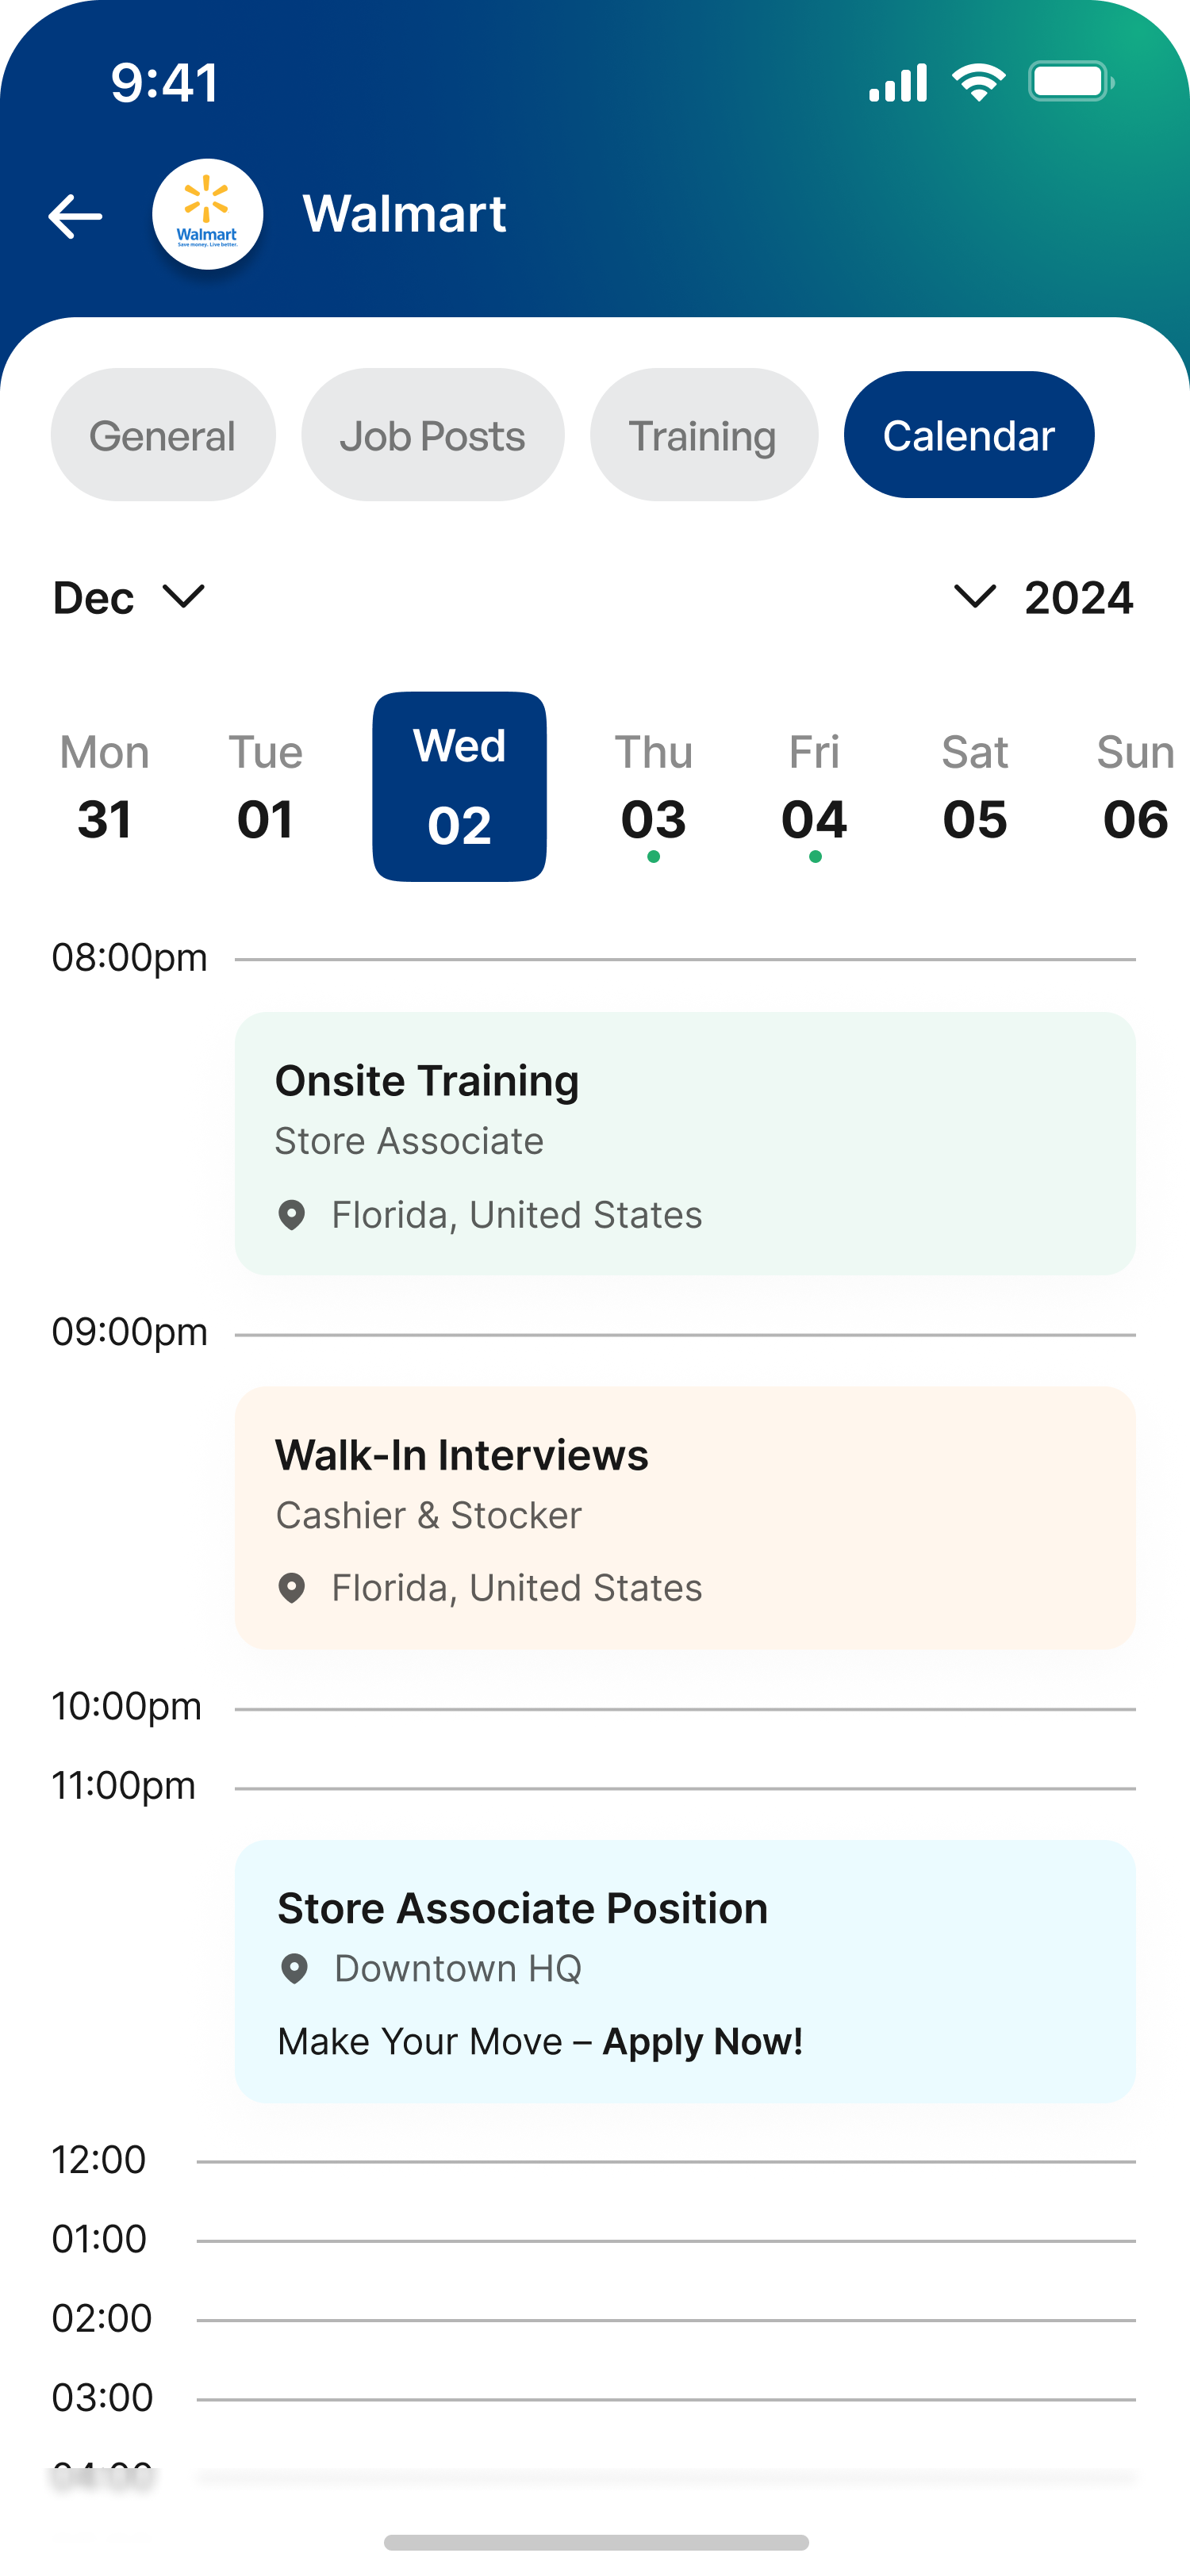 9:41
Walmart
Save money. Live better.
Walmart
General Job Posts Training Calendar
Dec 2024
Mon Tue Wed Thu Fri Sat Sun
31 01 02 03 04 05 06
08:00pm
Onsite Training
Store Associate
Florida, United States
09:00pm
Walk-In Interviews
Cashier & Stocker
Florida, United States
10:00pm
11:00pm
Store Associate Position
Downtown HQ
Make Your Move – Apply Now!
12:00
01:00
02:00
03:00
04:00